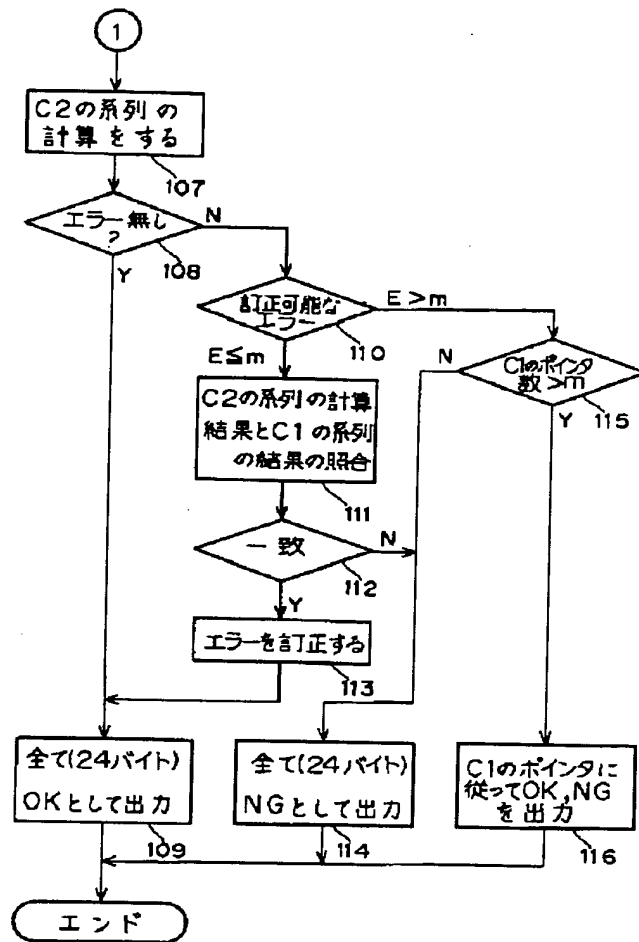 1
C2の系列の
計算をする
107
エラー無し
?
N
108
Y
訂正可能な
エラー
E>m
110
E≦m
N
C1のポインタ
数>m
115
Y
C2の系列の計算
結果とC1の系列
の結果の照合
111
一致
N
112
Y
エラーを訂正する
113
全て(24バイト)
OKとして出力
109
全て(24バイト)
NGとして出力
114
C1のポインタに
従ってOK,NG
を出力
116
エンド